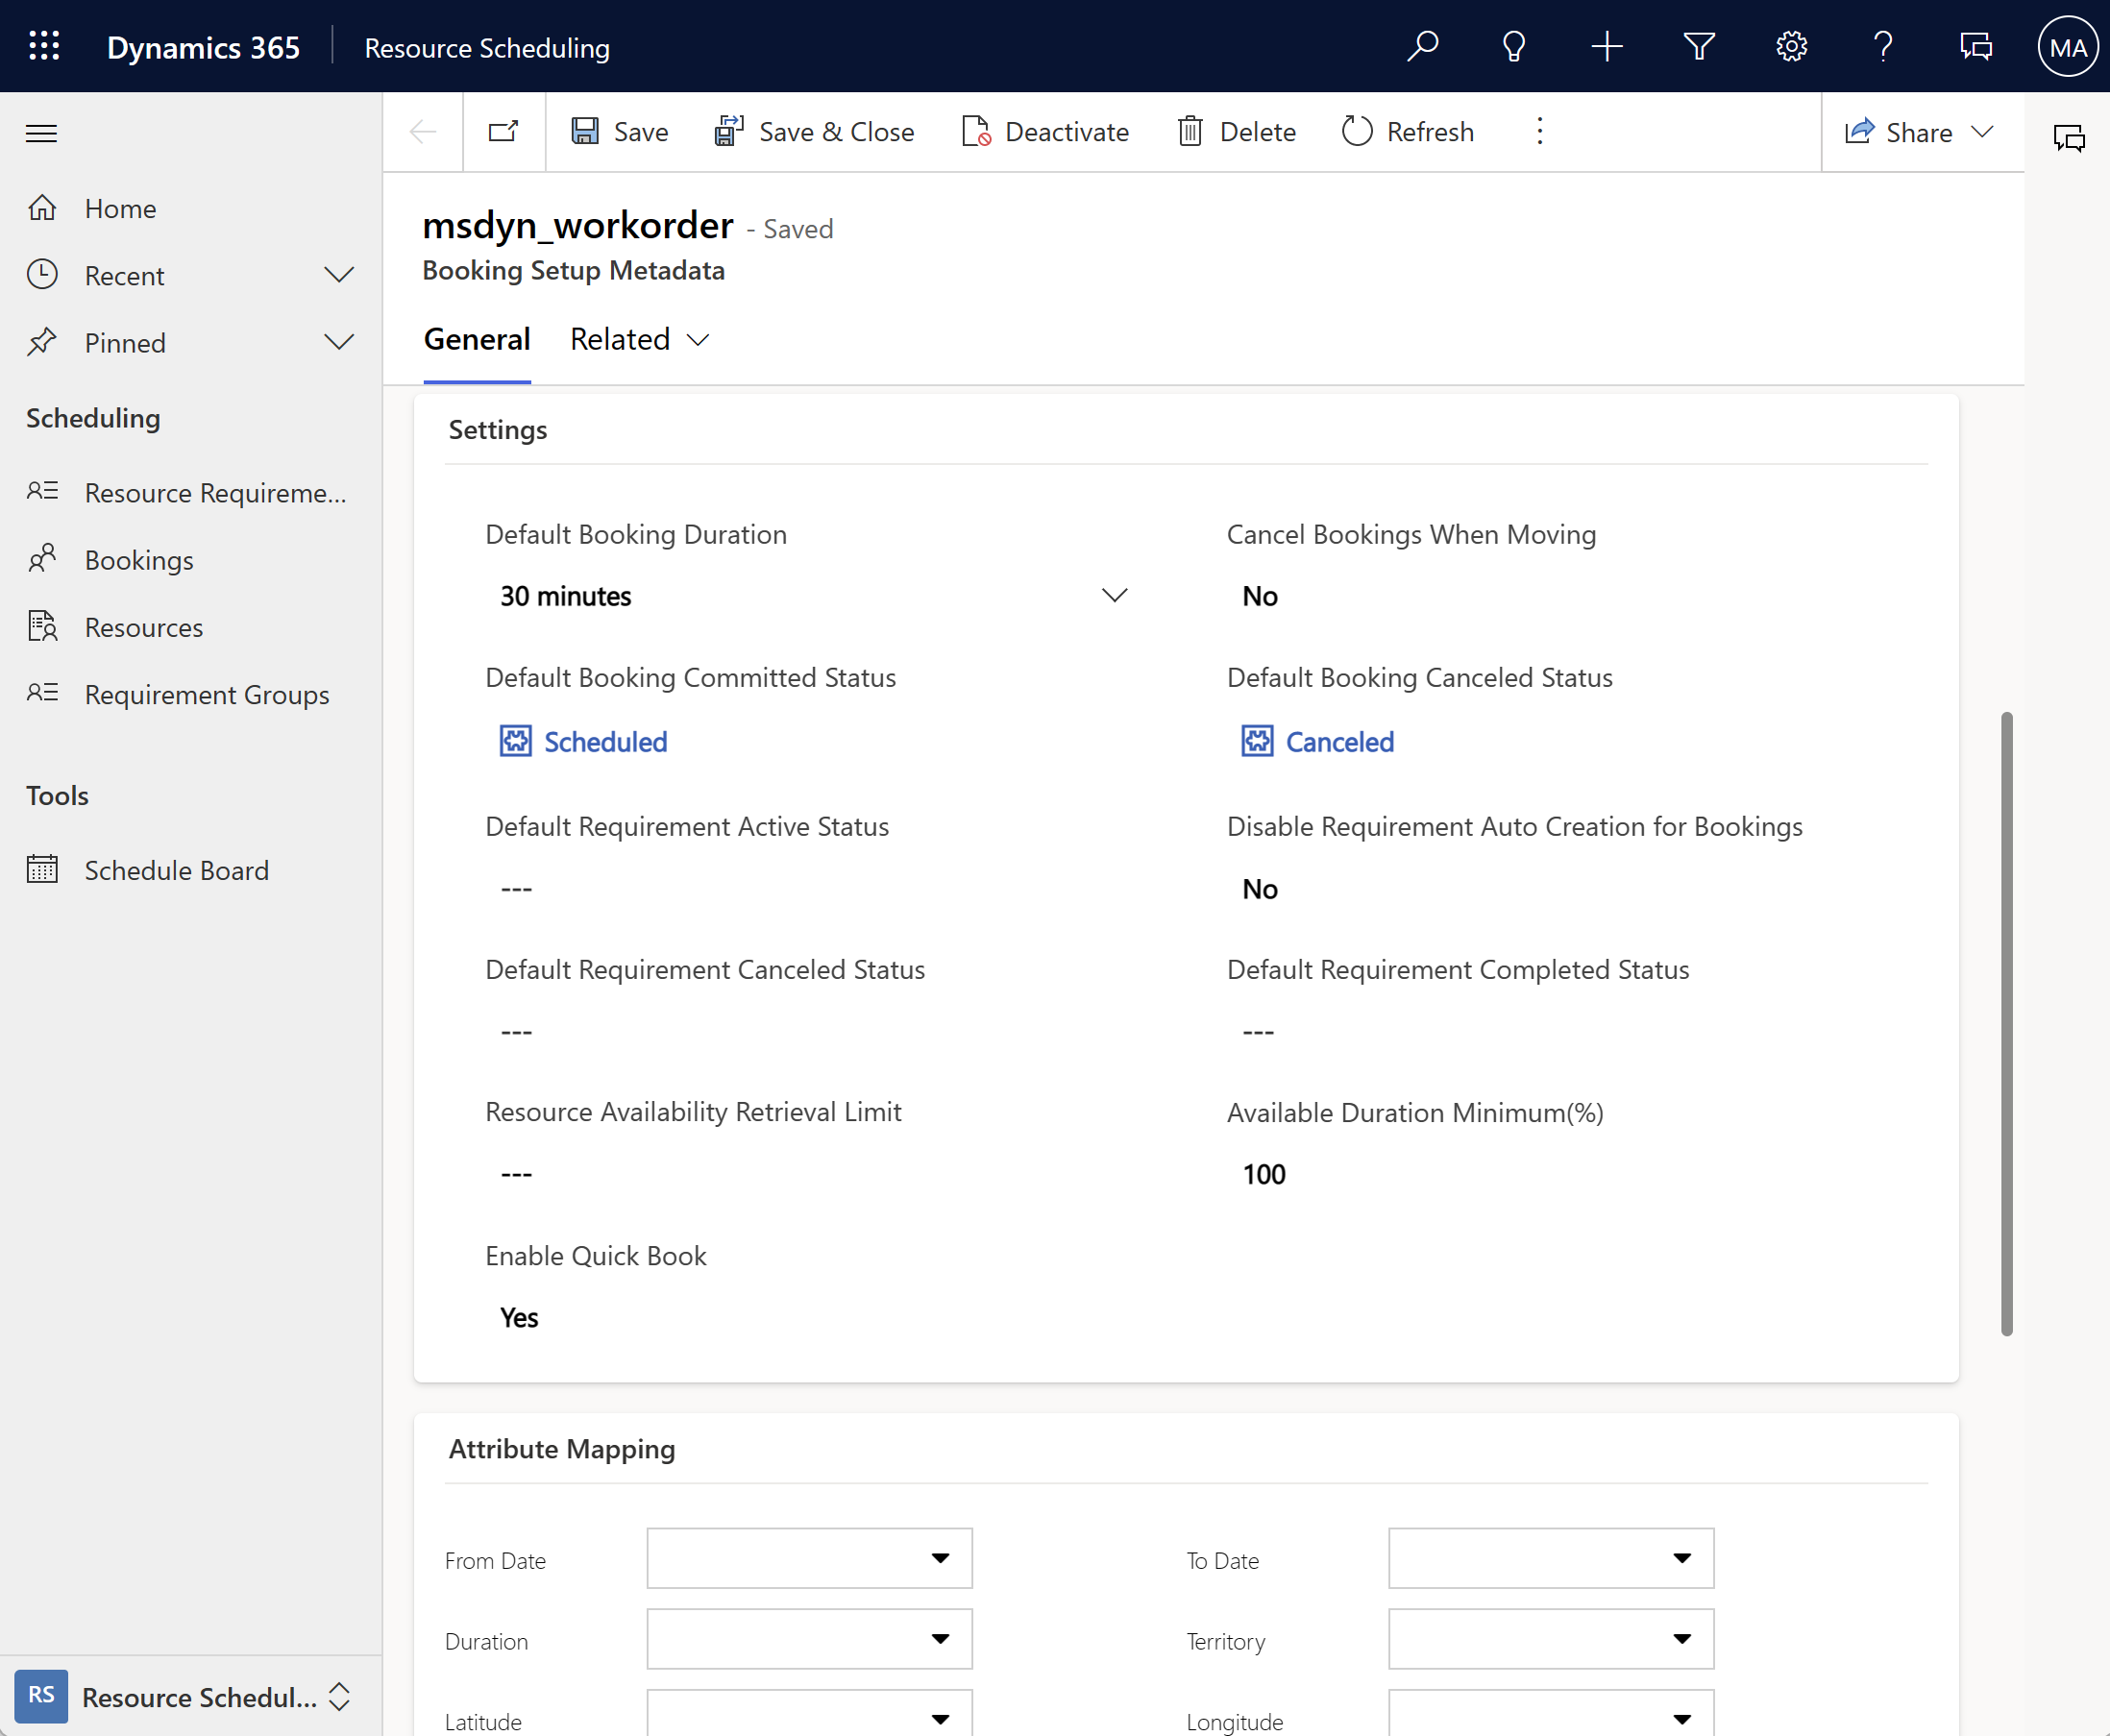 Dynamics 365
Resource Scheduling
MA
Save
Save & Close
Deactivate
Delete
Refresh
Share
Home
Recent
Pinned
Scheduling
Resource Requireme...
Bookings
Resources
Requirement Groups
Tools
Schedule Board
RS
Resource Schedul...
msdyn_workorder - Saved
Booking Setup Metadata
General
Related
Settings
Default Booking Duration
30 minutes
Cancel Bookings When Moving
No
Default Booking Committed Status
Scheduled
Default Booking Canceled Status
Canceled
Default Requirement Active Status
---
Disable Requirement Auto Creation for Bookings
No
Default Requirement Canceled Status
---
Default Requirement Completed Status
---
Resource Availability Retrieval Limit
---
Available Duration Minimum(%)
100
Enable Quick Book
Yes
Attribute Mapping
From Date
To Date
Duration
Territory
Latitude
Longitude